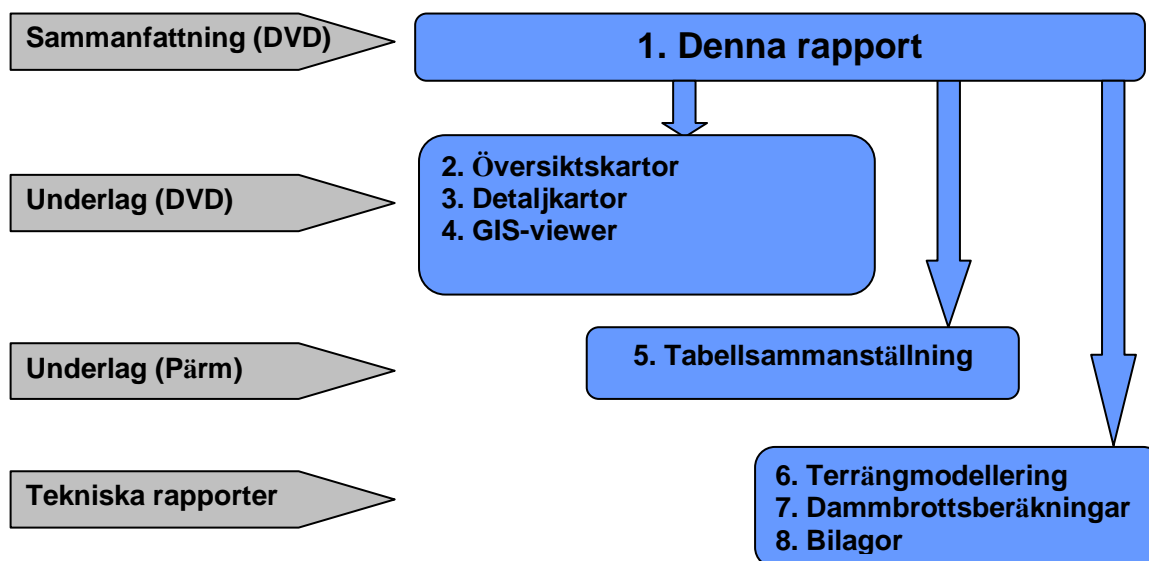 Sammanfattning (DVD)
1. Denna rapport
Underlag (DVD)
2. Översiktskartor
3. Detaljkartor
4. GIS-viewer
Underlag (Pärm)
5. Tabellsammanställning
Tekniska rapporter
6. Terrängmodellering
7. Dammbrottsberäkningar
8. Bilagor